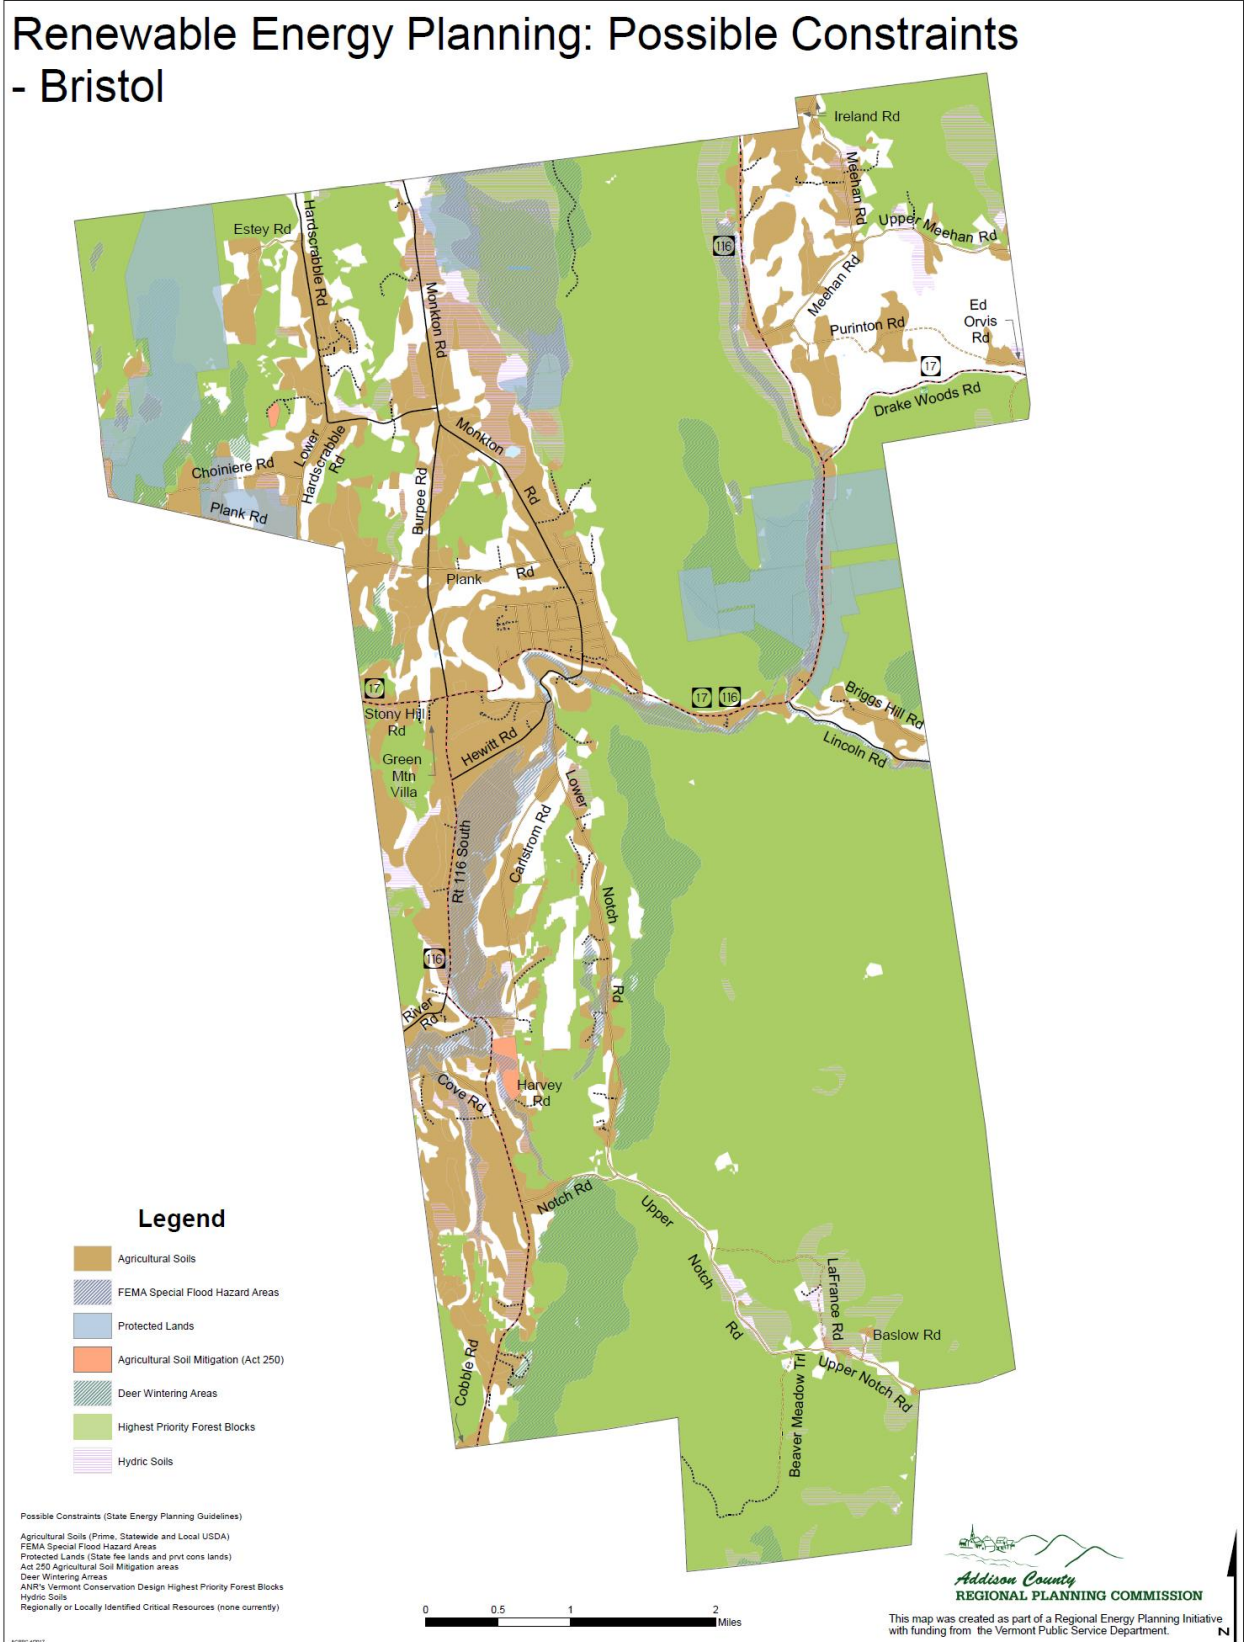 Renewable Energy Planning: Possible Constraints
- Bristol
Ireland Rd
Meehan Rd
Upper Meehan Rd
Estey Rd
Hardscrabble Rd
116
Meehan Rd
Monkton Rd
Ed
Orvis
Rd
Purinton Rd
17
Drake Woods Rd
Monkton
Rd
Lower
Hardscrabble
Rd
Choiniere Rd
Burpee Rd
Plank Rd
Plank
Rd
17
Stony Hill
Rd
17
116
Briggs Hill Rd
Lincoln Rd
Hewitt Rd
Green
Mtn
Villa
Lower
Carlstrom Rd
Rt 116 South
Notch
116
Rd
River
Rd
Harvey
Rd
Cove Rd
Notch Rd
Upper
Notch
Rd
LaFrance Rd
Baslow Rd
Upper Notch Rd
Beaver Meadow Trl
Cobble Rd
Legend
Agricultural Soils
FEMA Special Flood Hazard Areas
Protected Lands
Agricultural Soil Mitigation (Act 250)
Deer Wintering Areas
Highest Priority Forest Blocks
Hydric Soils
Possible Constraints (State Energy Planning Guidelines)
Agricultural Soils (Prime, Statewide and Local USDA)
FEMA Special Flood Hazard Areas
Protected Lands (State fee lands and prvt cons lands)
Act 250 Agricultural Soil Mitigation areas
Deer Wintering Arreas
ANR's Vermont Conservation Design Highest Priority Forest Blocks
Hydric Soils
Regionally or Locally Identified Critical Resources (none currently)
0 0.5 1 2
Miles
Addison County
REGIONAL PLANNING COMMISSION
This map was created as part of a Regional Energy Planning Initiative
with funding from the Vermont Public Service Department.
N